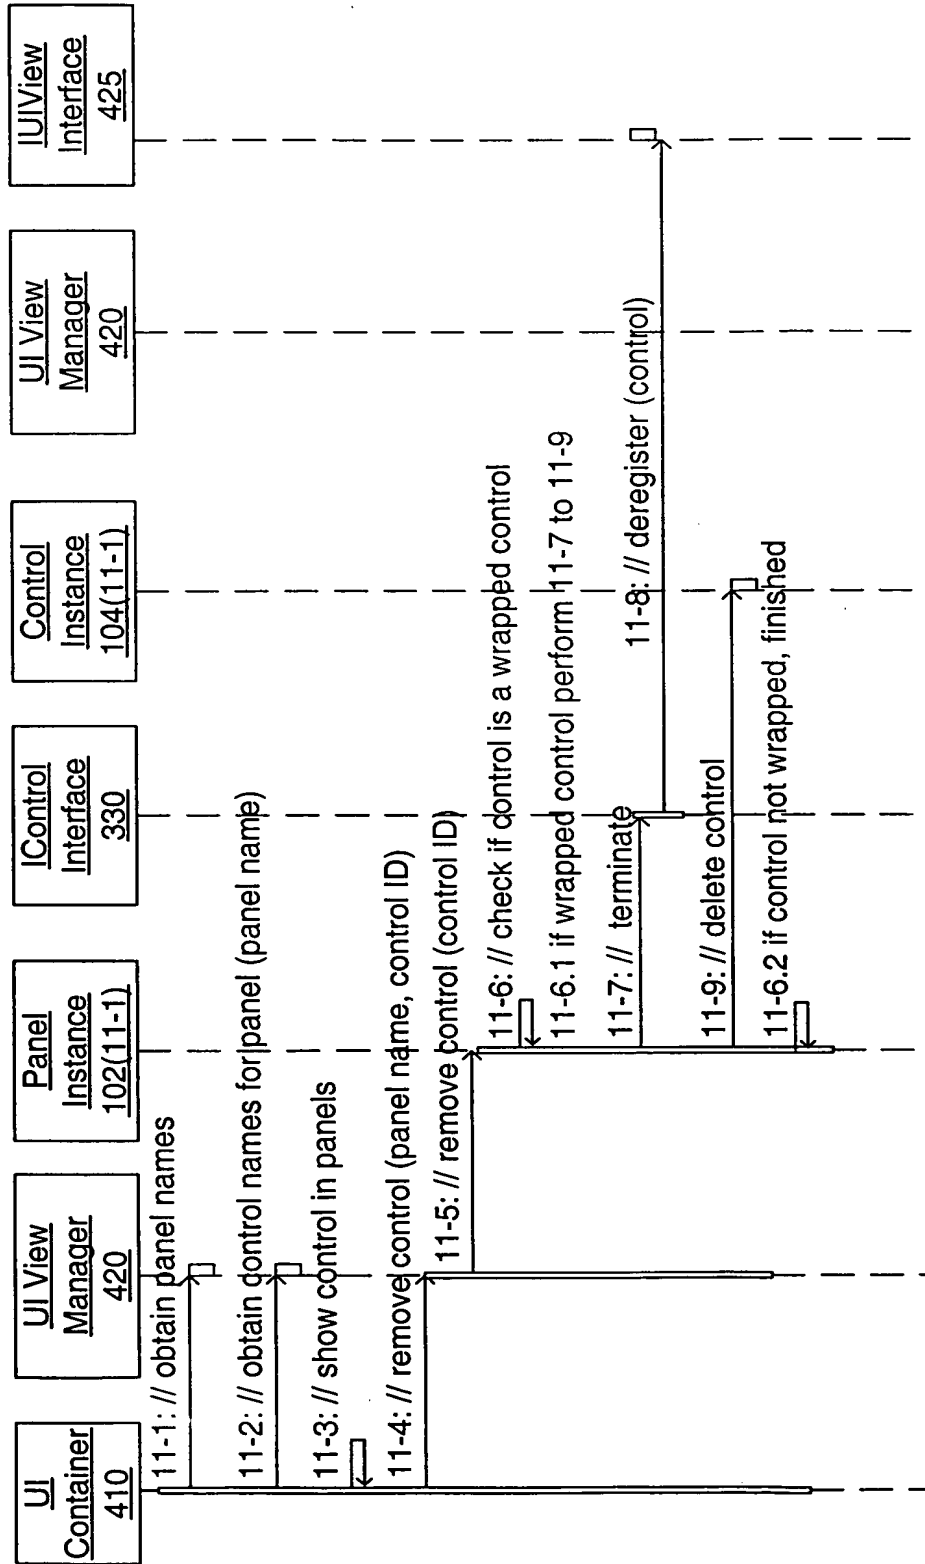 UI
Container
410
UI View
Manager
420
Panel
Instance
102(11-1)
IControl
Interface
330
Control
Instance
104(11-1)
UI View
Manager
420
IUIView
Interface
425
11-1: // obtain panel names
11-2: // obtain control names for panel (panel name)
11-3: // show control in panels
11-4: // remove control (panel name, control ID)
11-5: // remove control (control ID)
11-6: // check if control is a wrapped control
11-6.1 if wrapped control perform 11-7 to 11-9
11-7: // terminate
11-8: // deregister (control)
11-9: // delete control
11-6.2 if control not wrapped, finished